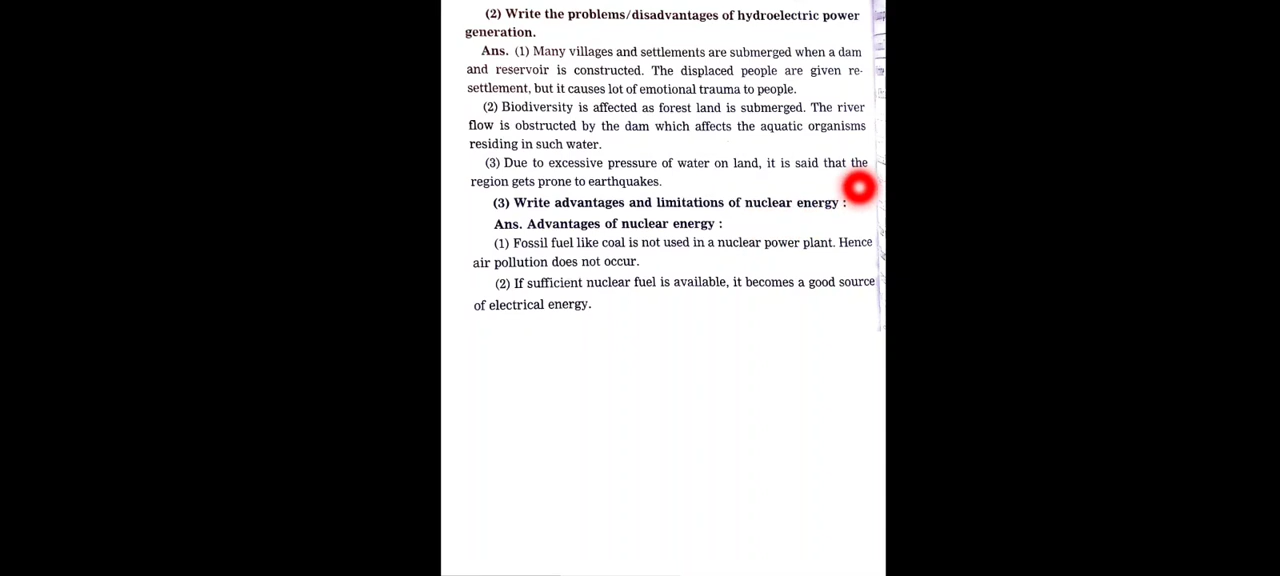 (2) Write the problems/disadvantages of hydroelectric power
generation.
Ans. (1) Many villages and settlements are submerged when a dam
and reservoir is constructed. The displaced people are given re-
settlement, but it causes lot of emotional trauma to people.
(2) Biodiversity is affected as forest land is submerged. The river
flow is obstructed by the dam which affects the aquatic organisms
residing in such water.
(3) Due to excessive pressure of water on land, it is said that the
region gets prone to earthquakes.
(3) Write advantages and limitations of nuclear energy :
Ans. Advantages of nuclear energy :
(1) Fossil fuel like coal is not used in a nuclear power plant. Hence
air pollution does not occur.
(2) If sufficient nuclear fuel is available, it becomes a good source
of electrical energy.